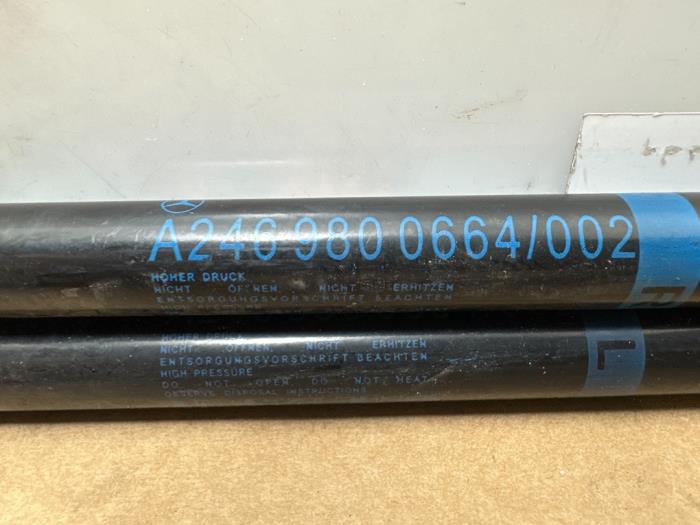 A246 980 0664/002
R
HOHER DRUCK
NICHT ÖFFNEN NICHT ERHITZEN
ENTSORGUNGSVORSCHRIFT BEACHTEN
NICHT ÖFFNEN NICHT ERHITZEN
L
ENTSORGUNGSVORSCHRIFT BEACHTEN
HIGH PRESSURE
DO NOT OPEN DO NOT HEAT
OBSERVE DISPOSAL INSTRUCTIONS